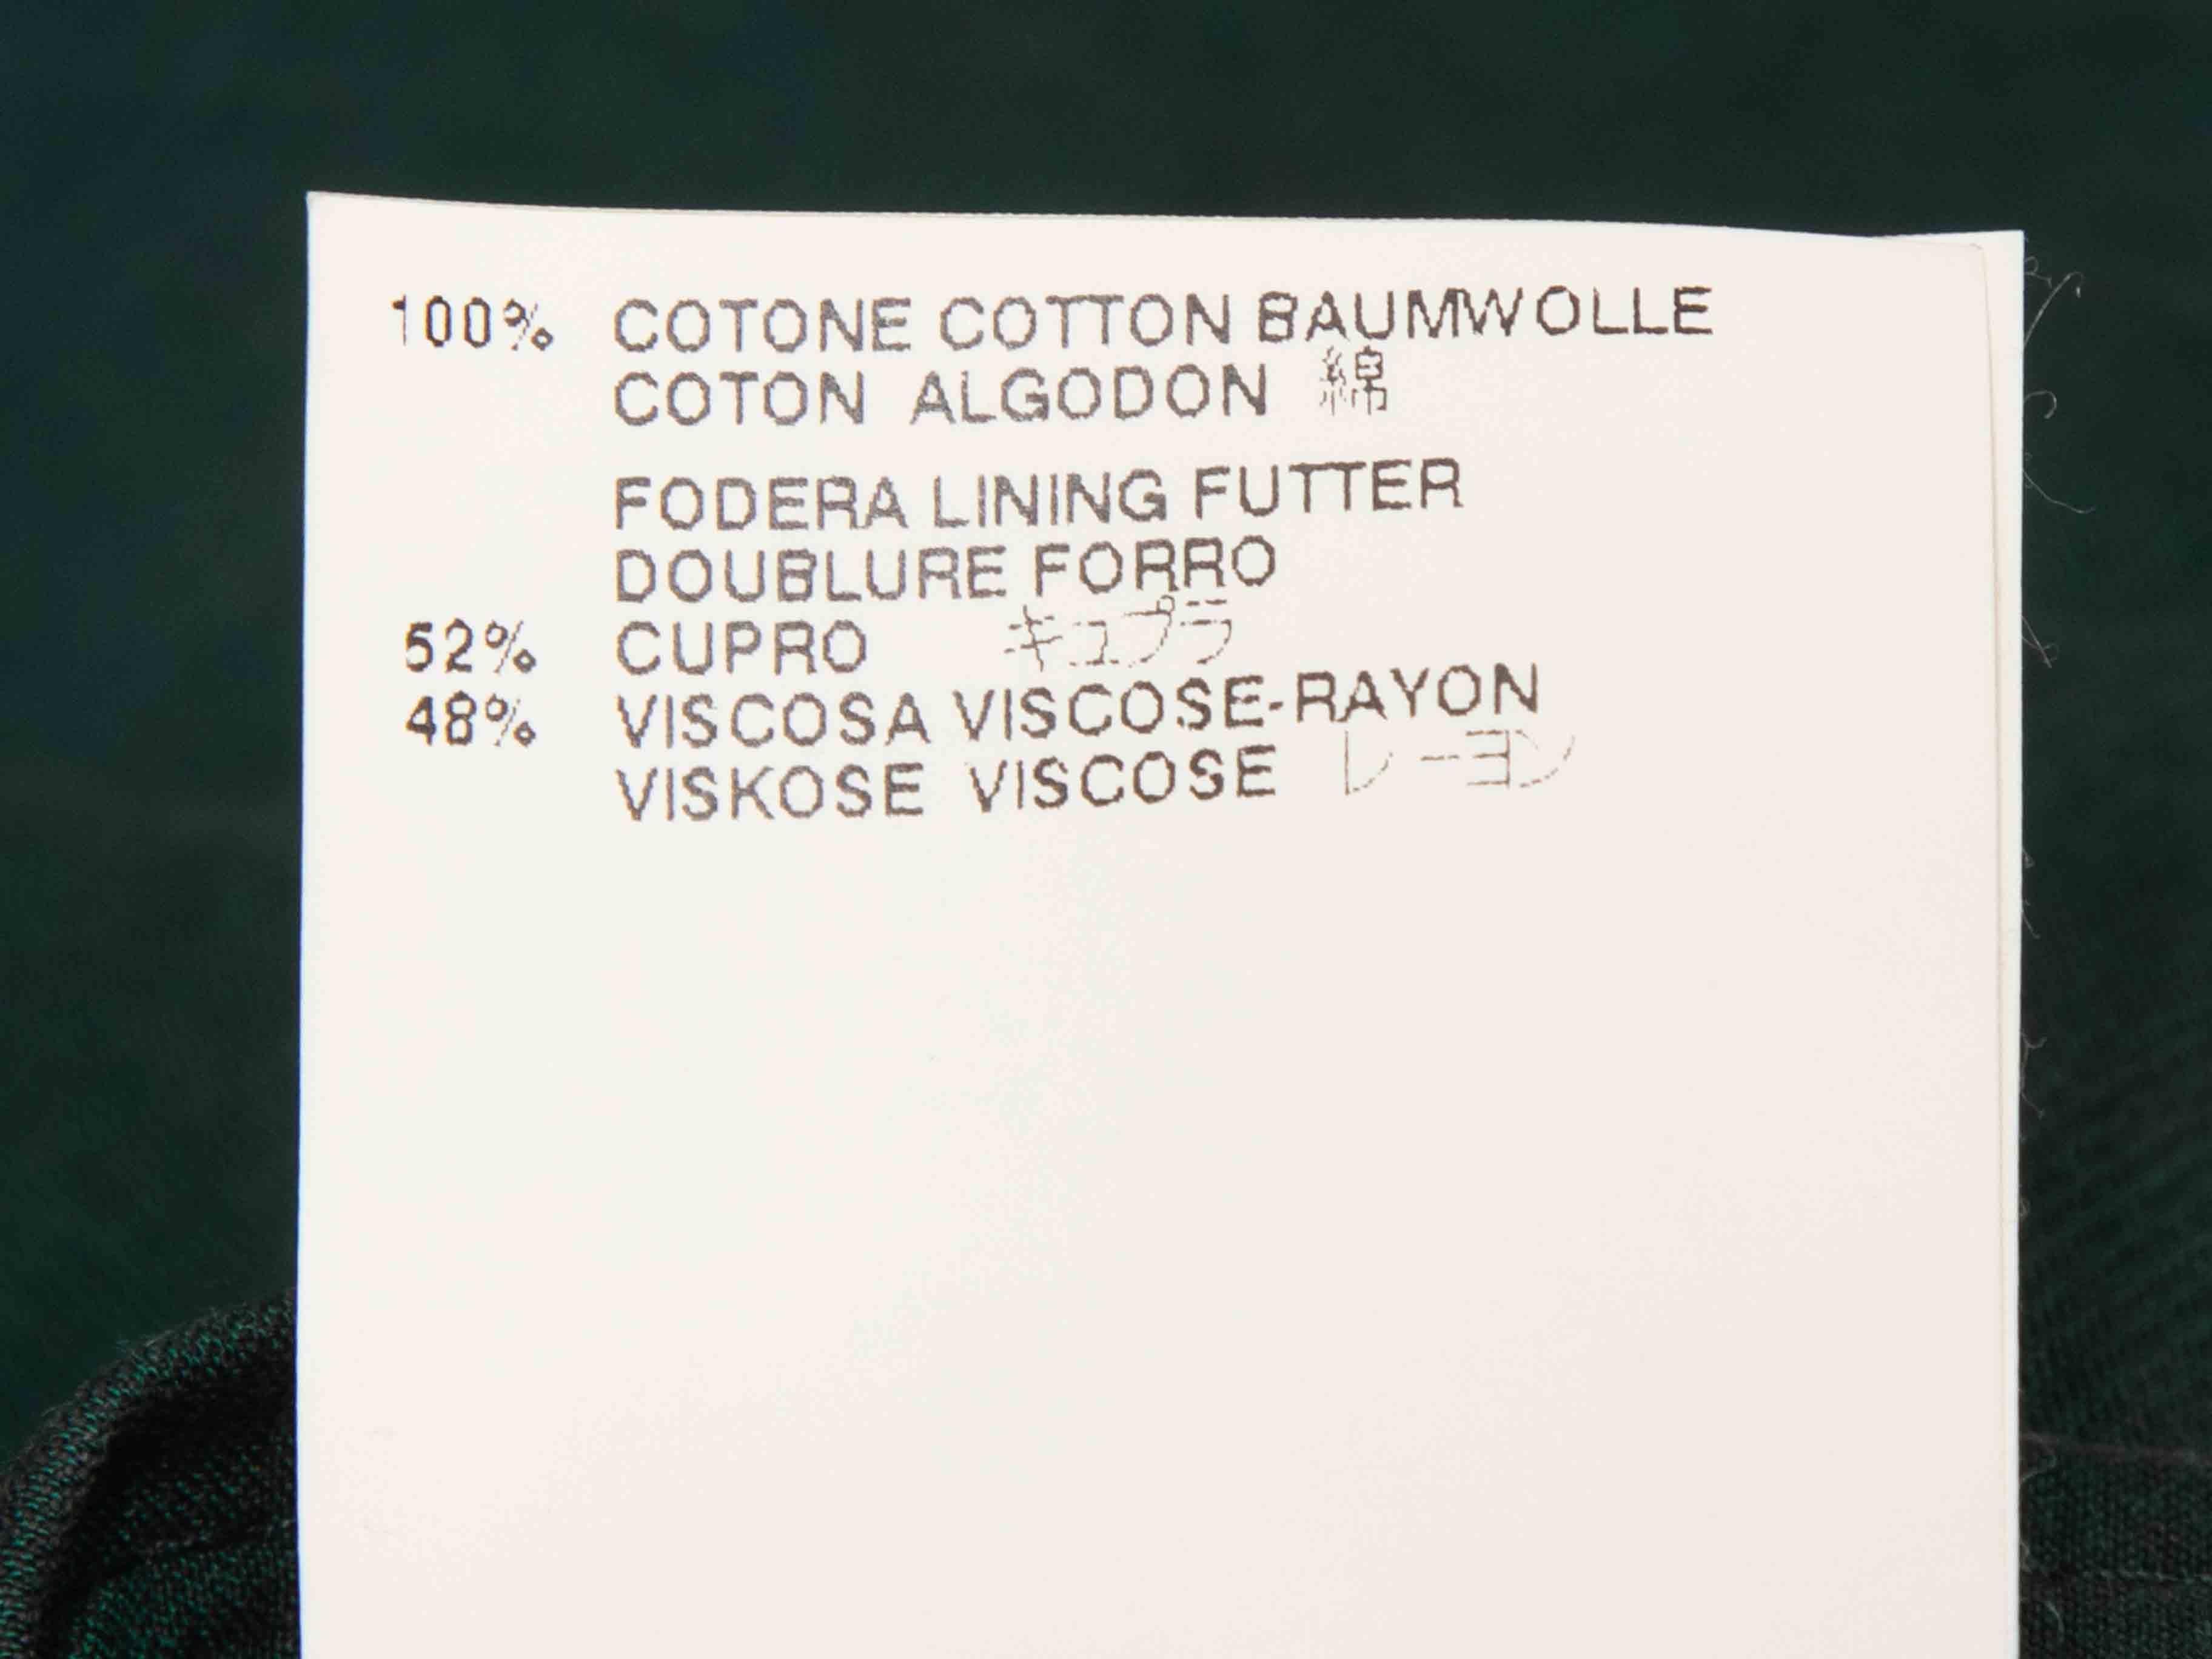 100% COTONE COTTON BAUMWOLLE
COTON ALGODON 綿
FODERA LINING FUTTER
DOUBLURE FORRO
52% CUPRO キュプラ
48% VISCOSA VISCOSE-RAYON
VISKOSE VISCOSE レーヨン